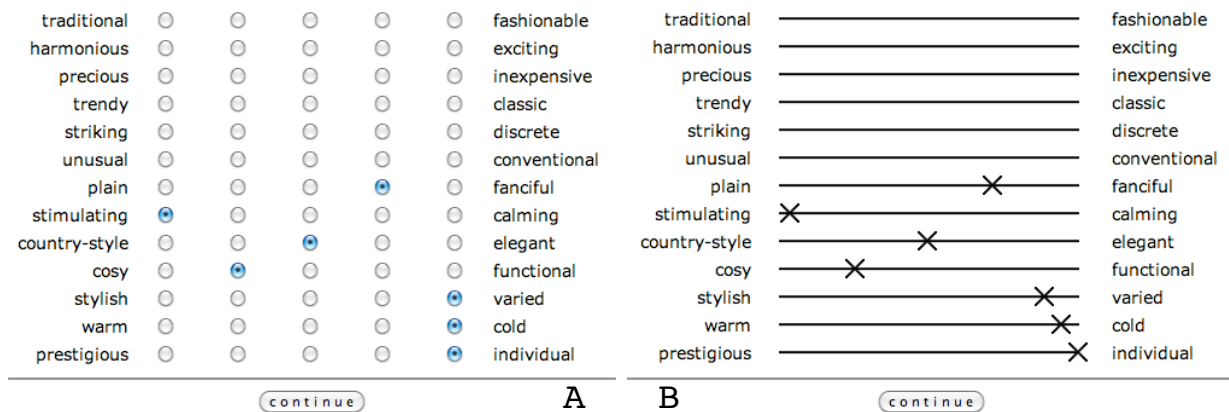 traditional fashionable
harmonious exciting
precious inexpensive
trendy classic
striking discrete
unusual conventional
plain fanciful
stimulating calming
country-style elegant
cosy functional
stylish varied
warm cold
prestigious individual
continue
A
traditional fashionable
harmonious exciting
precious inexpensive
trendy classic
striking discrete
unusual conventional
plain fanciful
stimulating calming
country-style elegant
cosy functional
stylish varied
warm cold
prestigious individual
B
continue